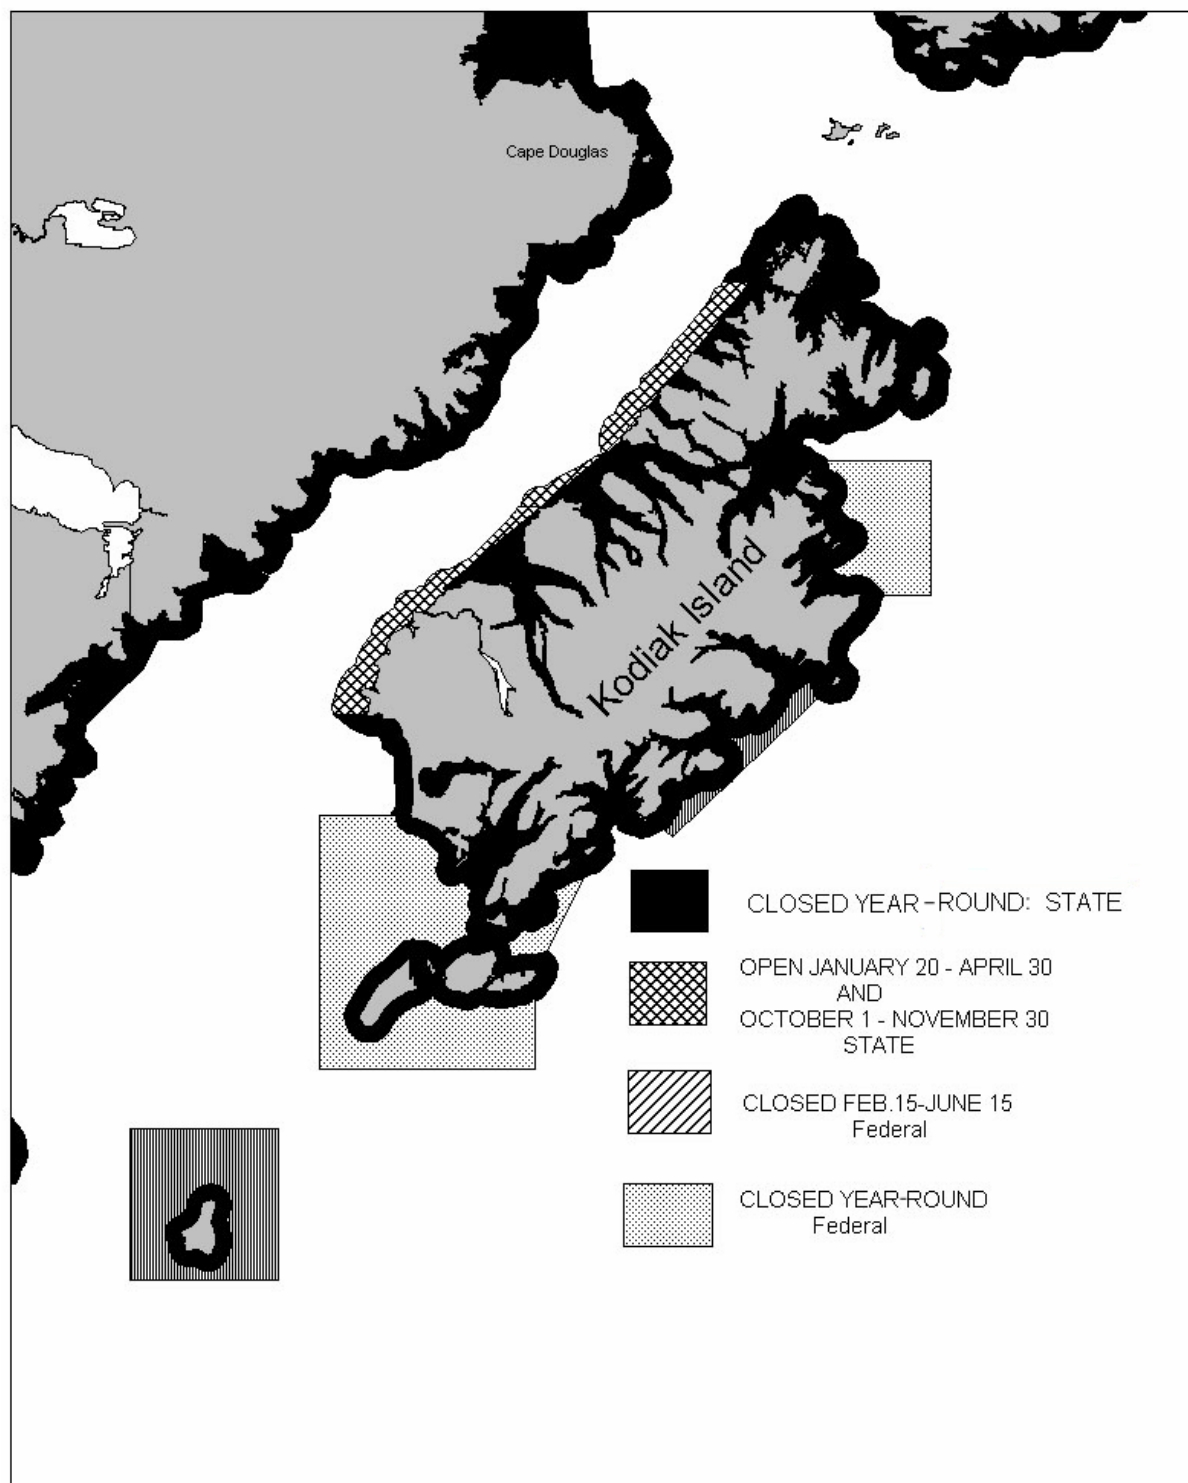 Cape Douglas
Kodiak Island
CLOSED YEAR-ROUND: STATE
OPEN JANUARY 20 - APRIL 30
AND
OCTOBER 1 - NOVEMBER 30
STATE
CLOSED FEB.15-JUNE 15
Federal
CLOSED YEAR-ROUND
Federal